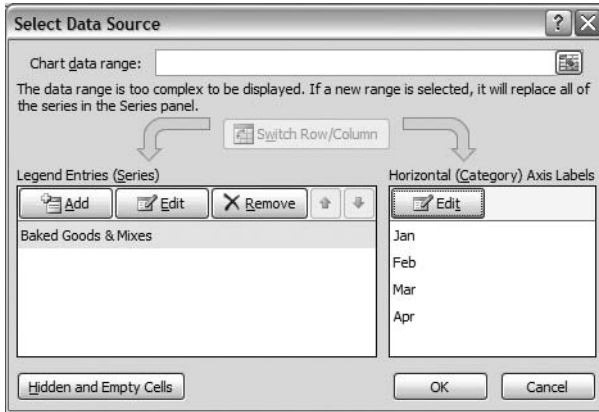 Select Data Source
Chart data range:
The data range is too complex to be displayed. If a new range is selected, it will replace all of
the series in the Series panel.
Switch Row/Column
Legend Entries (Series)
Horizontal (Category) Axis Labels
Add Edit Remove
Edit
Baked Goods & Mixes
Jan
Feb
Mar
Apr
Hidden and Empty Cells
OK Cancel